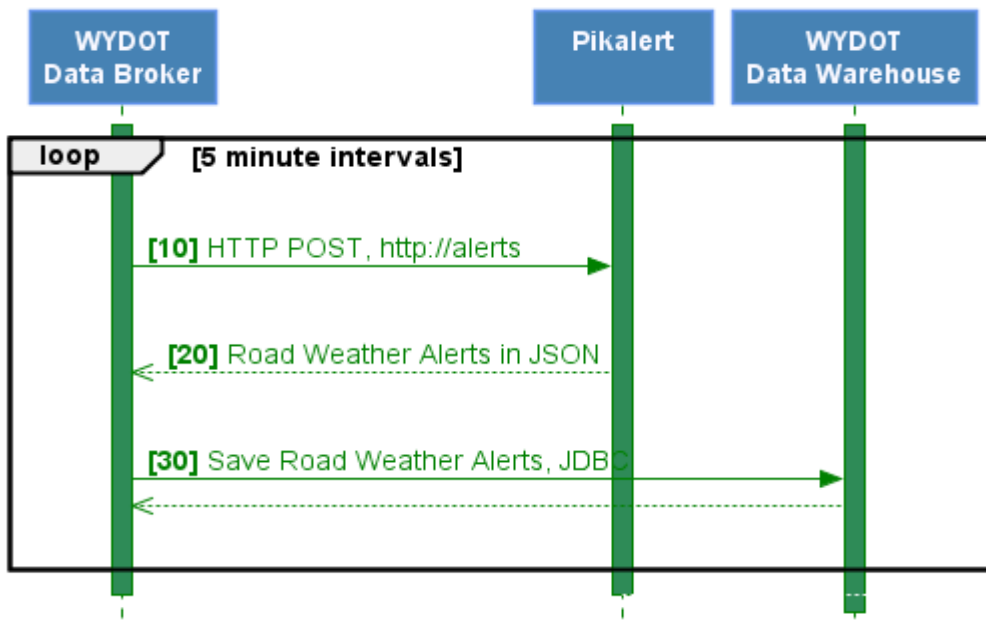 WYDOT
Data Broker
Pikalert
WYDOT
Data Warehouse
loop
[5 minute intervals]
[10] HTTP POST, http://alerts
[20] Road Weather Alerts in JSON
[30] Save Road Weather Alerts, JDBC